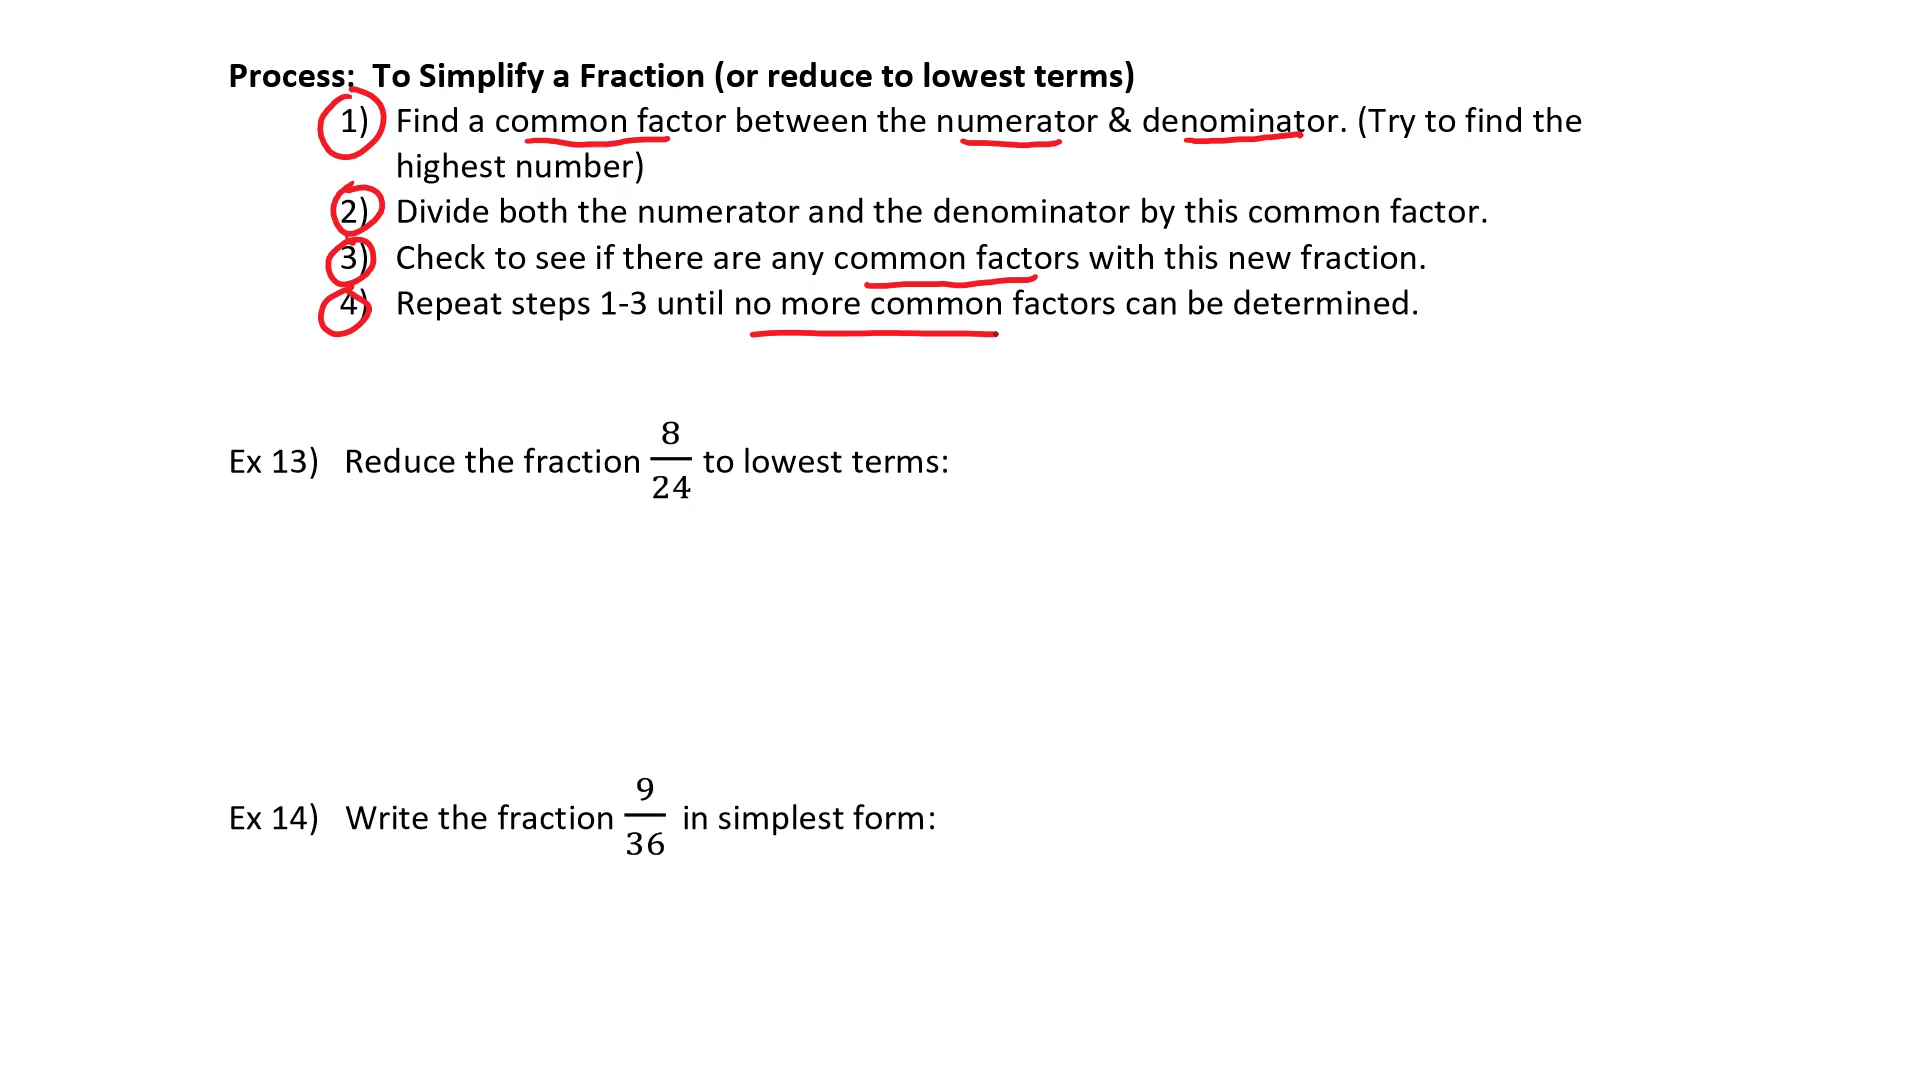 Process:  To Simplify a Fraction (or reduce to lowest terms)
1) Find a common factor between the numerator & denominator. (Try to find the
highest number)
2) Divide both the numerator and the denominator by this common factor.
3) Check to see if there are any common factors with this new fraction.
4) Repeat steps 1-3 until no more common factors can be determined.
Ex 13) Reduce the fraction 8/24 to lowest terms:
Ex 14) Write the fraction 9/36 in simplest form: